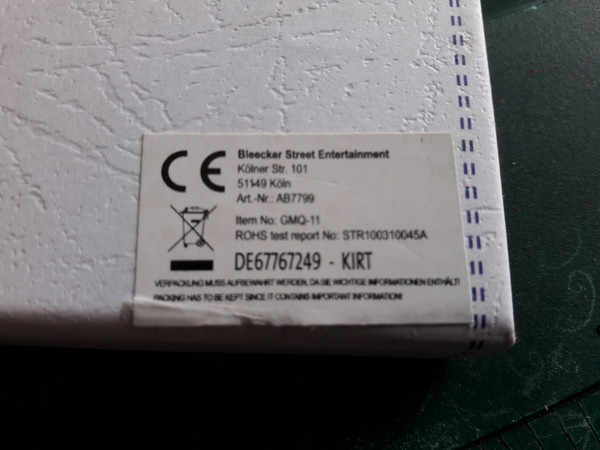 CE
Bleecker Street Entertainment
Kölner Str. 101
51149 Köln
Art.-Nr.: AB7799
Item No: GMQ-11
ROHS test report No: STR100310045A
DE67767249 - KIRT
VERPACKUNG MUSS AUFBEWAHRT WERDEN, DA SIE WICHTIGE INFORMATIONEN ENTHÄLT!
PACKING HAS TO BE KEPT SINCE IT CONTAINS IMPORTANT INFORMATION!